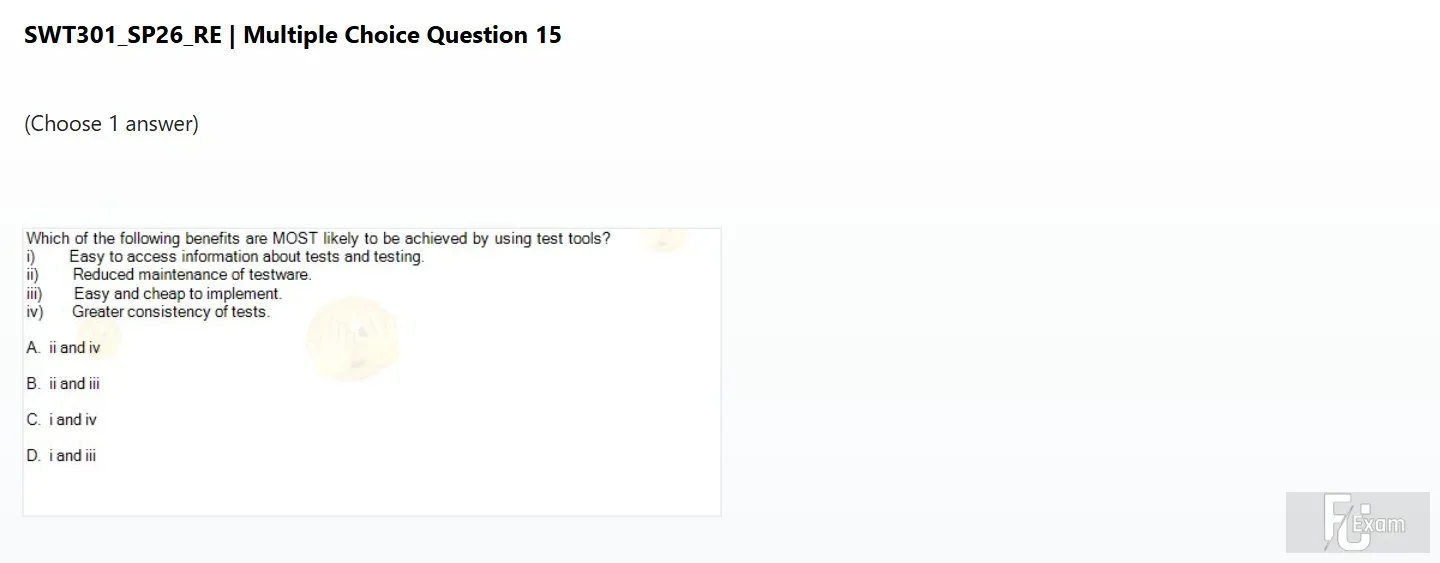 SWT301_SP26_RE | Multiple Choice Question 15
(Choose 1 answer)
Which of the following benefits are MOST likely to be achieved by using test tools?
i) Easy to access information about tests and testing.
ii) Reduced maintenance of testware.
iii) Easy and cheap to implement.
iv) Greater consistency of tests.
A. ii and iv
B. ii and iii
C. i and iv
D. i and iii
Exam